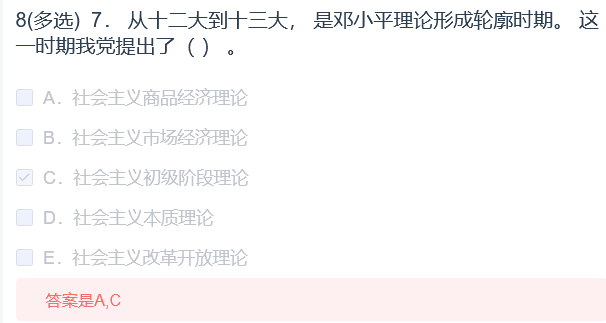 8(多选) 7． 从十二大到十三大， 是邓小平理论形成轮廓时期。 这
一时期我党提出了（ ） 。
A．社会主义商品经济理论
B．社会主义市场经济理论
C．社会主义初级阶段理论
D．社会主义本质理论
E．社会主义改革开放理论
答案是A,C